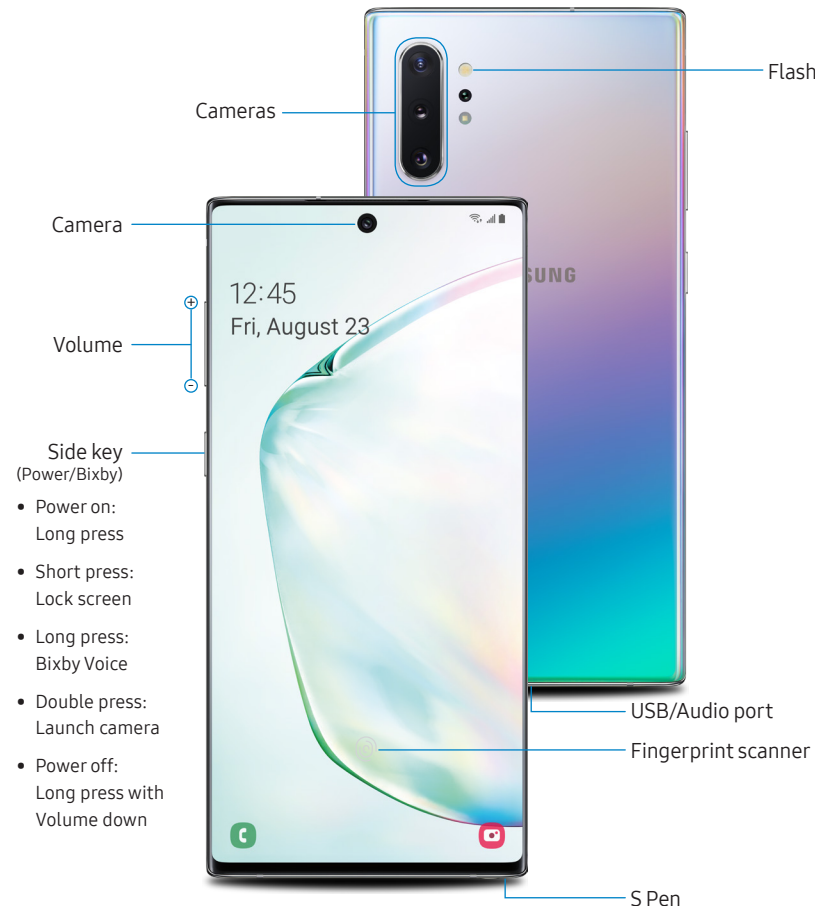 Flash
Cameras
Camera
12:45
Fri, August 23
SUNG
+
Volume
-
Side key
(Power/Bixby)
• Power on:
Long press
• Short press:
Lock screen
• Long press:
Bixby Voice
• Double press:
Launch camera
• Power off:
Long press with
Volume down
USB/Audio port
Fingerprint scanner
S Pen